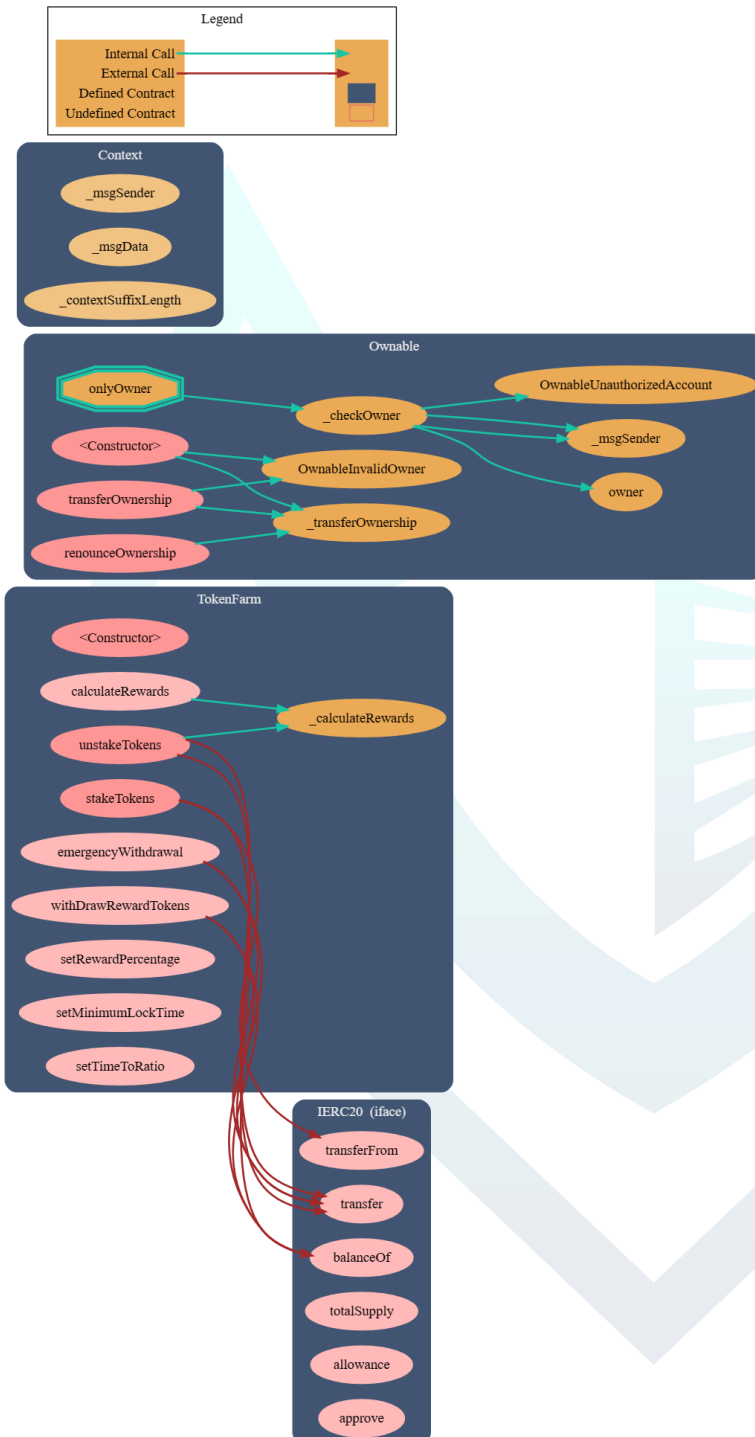 Legend
Internal Call
External Call
Defined Contract
Undefined Contract
Context
_msgSender
_msgData
_contextSuffixLength
Ownable
onlyOwner
_checkOwner
OwnableUnauthorizedAccount
<Constructor>
OwnableInvalidOwner
_msgSender
transferOwnership
_transferOwnership
owner
renounceOwnership
TokenFarm
<Constructor>
calculateRewards
_calculateRewards
unstakeTokens
stakeTokens
emergencyWithdrawal
withDrawRewardTokens
setRewardPercentage
setMinimumLockTime
setTimeToRatio
IERC20 (iface)
transferFrom
transfer
balanceOf
totalSupply
allowance
approve